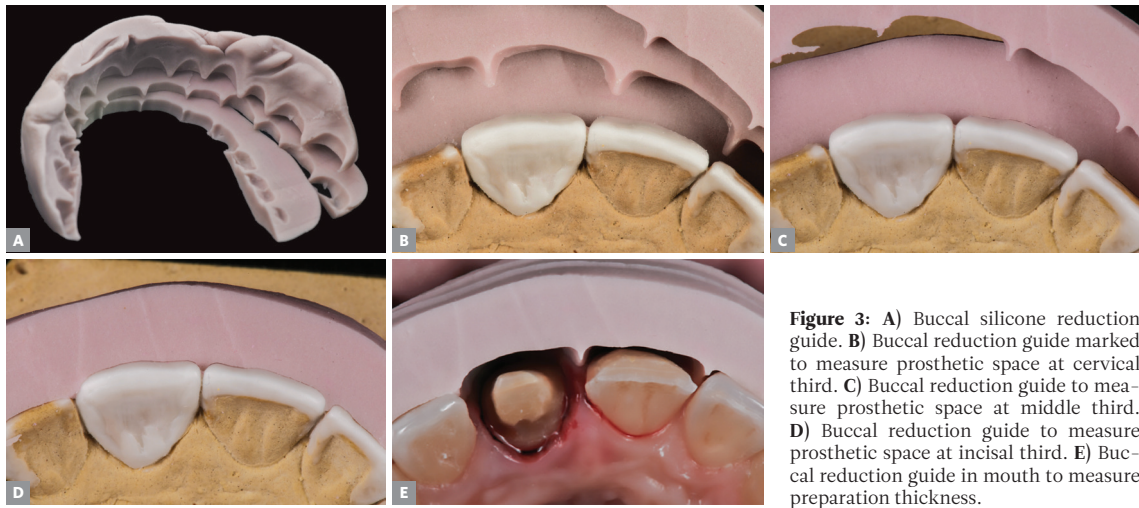 A
B
C
D
E
Figure 3: A) Buccal silicone reduction
guide. B) Buccal reduction guide marked
to measure prosthetic space at cervical
third. C) Buccal reduction guide to mea-
sure prosthetic space at middle third.
D) Buccal reduction guide to measure
prosthetic space at incisal third. E) Buc-
cal reduction guide in mouth to measure
preparation thickness.